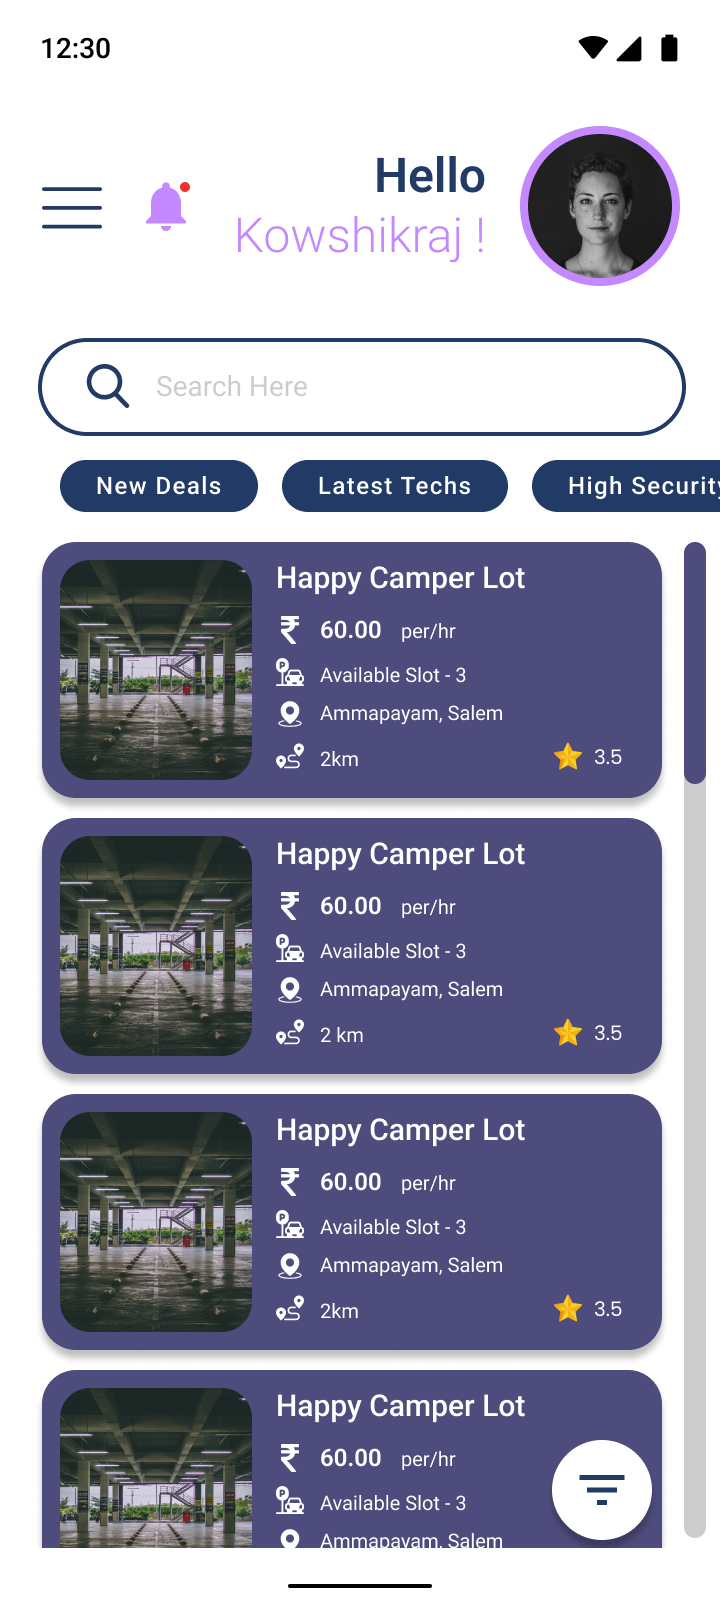 12:30
Hello
Kowshikraj !
Search Here
New Deals
Latest Techs
High Security
Happy Camper Lot
₹ 60.00 per/hr
P
Available Slot - 3
Ammapayam, Salem
2km
3.5
Happy Camper Lot
₹ 60.00 per/hr
P
Available Slot - 3
Ammapayam, Salem
2 km
3.5
Happy Camper Lot
₹ 60.00 per/hr
P
Available Slot - 3
Ammapayam, Salem
2km
3.5
Happy Camper Lot
₹ 60.00 per/hr
P
Available Slot - 3
Ammapayam, Salem